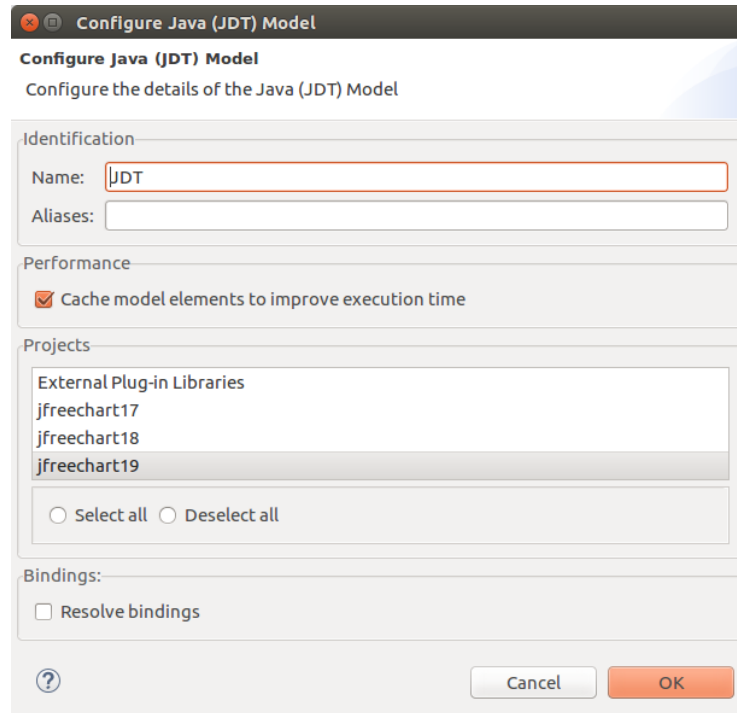 Configure Java (JDT) Model
Configure Java (JDT) Model
Configure the details of the Java (JDT) Model
Identification
Name: JDT
Aliases:
Performance
Cache model elements to improve execution time
Projects
External Plug-in Libraries
jfreechart17
jfreechart18
jfreechart19
Select all Deselect all
Bindings:
Resolve bindings
? Cancel OK